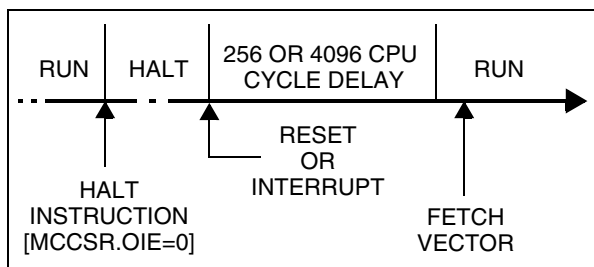 RUN
HALT
256 OR 4096 CPU
CYCLE DELAY
RUN
HALT
INSTRUCTION
[MCCSR.OIE=0]
RESET
OR
INTERRUPT
FETCH
VECTOR